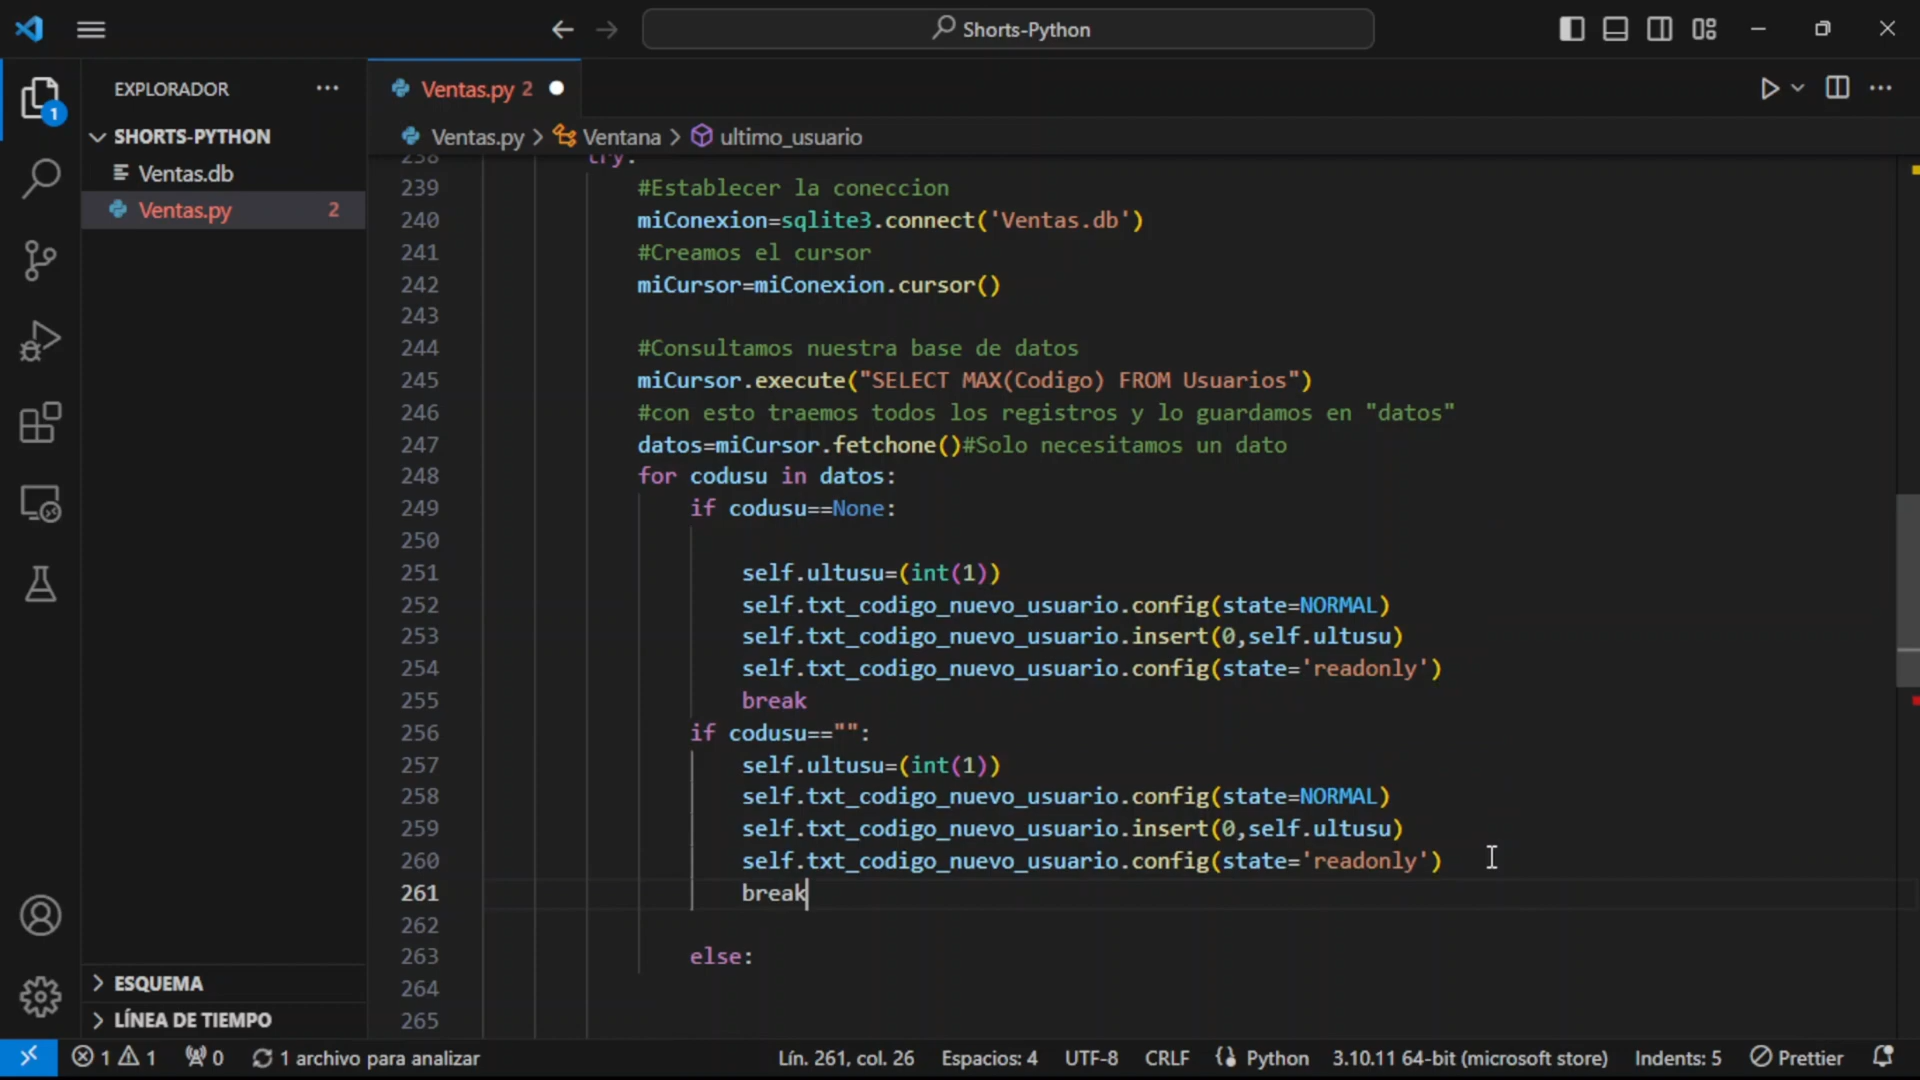 Shorts-Python
EXPLORADOR
SHORTS-PYTHON
Ventas.db
Ventas.py 2
ESQUEMA
LÍNEA DE TIEMPO
Ventas.py 2
Ventas.py > Ventana > ultimo_usuario
238 try:
239 #Establecer la coneccion
240 miConexion=sqlite3.connect('Ventas.db')
241 #Creamos el cursor
242 miCursor=miConexion.cursor()
243
244 #Consultamos nuestra base de datos
245 miCursor.execute("SELECT MAX(Codigo) FROM Usuarios")
246 #con esto traemos todos los registros y lo guardamos en "datos"
247 datos=miCursor.fetchone()#Solo necesitamos un dato
248 for codusu in datos:
249 if codusu==None:
250
251 self.ultusu=(int(1))
252 self.txt_codigo_nuevo_usuario.config(state=NORMAL)
253 self.txt_codigo_nuevo_usuario.insert(0,self.ultusu)
254 self.txt_codigo_nuevo_usuario.config(state='readonly')
255 break
256 if codusu=="":
257 self.ultusu=(int(1))
258 self.txt_codigo_nuevo_usuario.config(state=NORMAL)
259 self.txt_codigo_nuevo_usuario.insert(0,self.ultusu)
260 self.txt_codigo_nuevo_usuario.config(state='readonly')
261 break
262
263 else:
264
265
1 1 0 1 archivo para analizar Lín. 261, col. 26 Espacios: 4 UTF-8 CRLF Python 3.10.11 64-bit (microsoft store) Indents: 5 Prettier